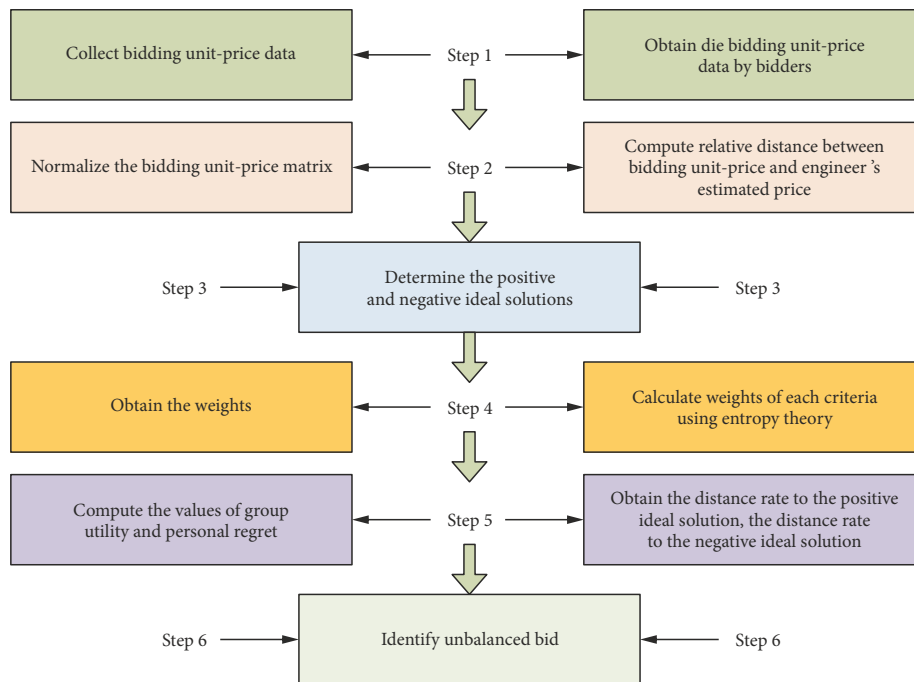 Collect bidding unit-price data
Step 1
Obtain die bidding unit-price
data by bidders
Normalize the bidding unit-price matrix
Step 2
Compute relative distance between
bidding unit-price and engineer 's
estimated price
Step 3
Determine the positive
and negative ideal solutions
Step 3
Obtain the weights
Step 4
Calculate weights of each criteria
using entropy theory
Compute the values of group
utility and personal regret
Step 5
Obtain the distance rate to the positive
ideal solution, the distance rate
to the negative ideal solution
Step 6
Identify unbalanced bid
Step 6